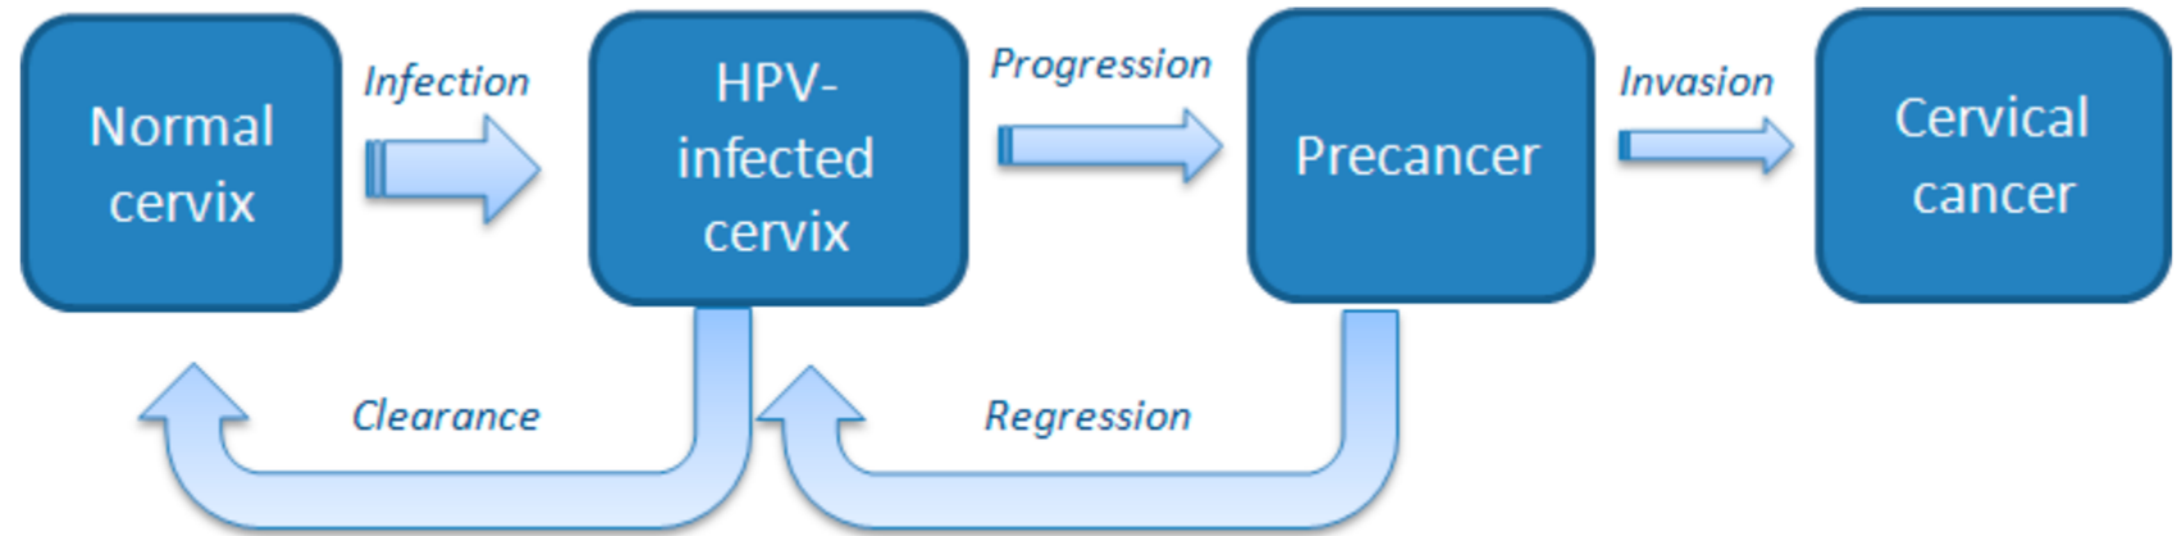 Normal
cervix
Infection
HPV-
infected
cervix
Progression
Precancer
Invasion
Cervical
cancer
Clearance
Regression